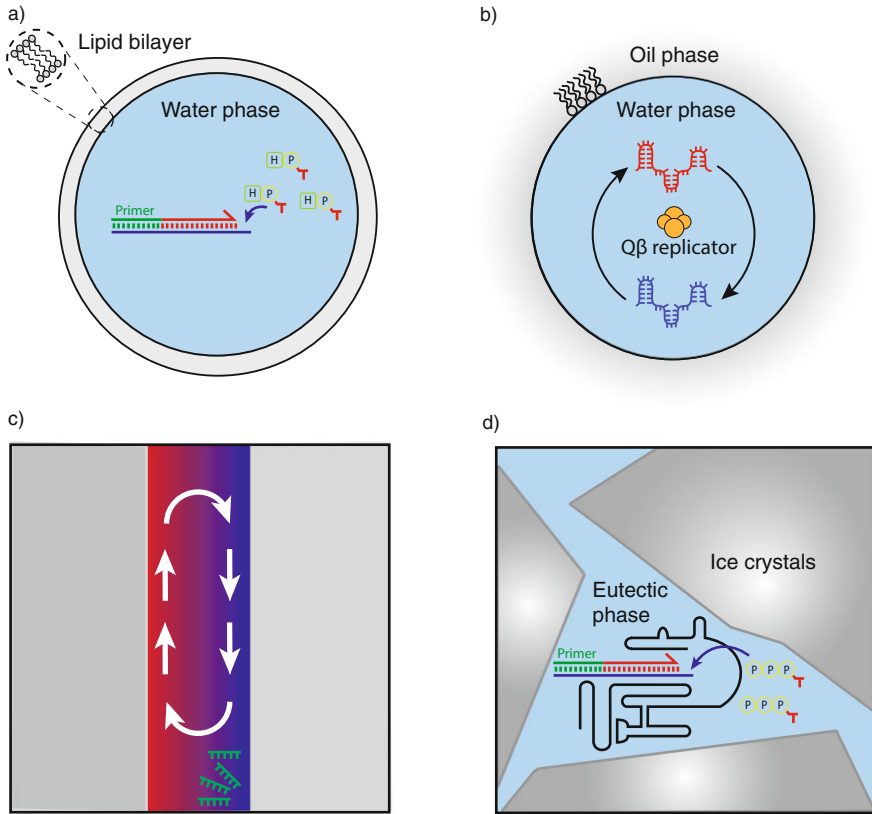 a)
Lipid bilayer
Water phase
H P
H P
H P
Primer
b)
Oil phase
Water phase
Qβ replicator
c)
d)
Ice crystals
Eutectic
phase
Primer
P P P
P P P